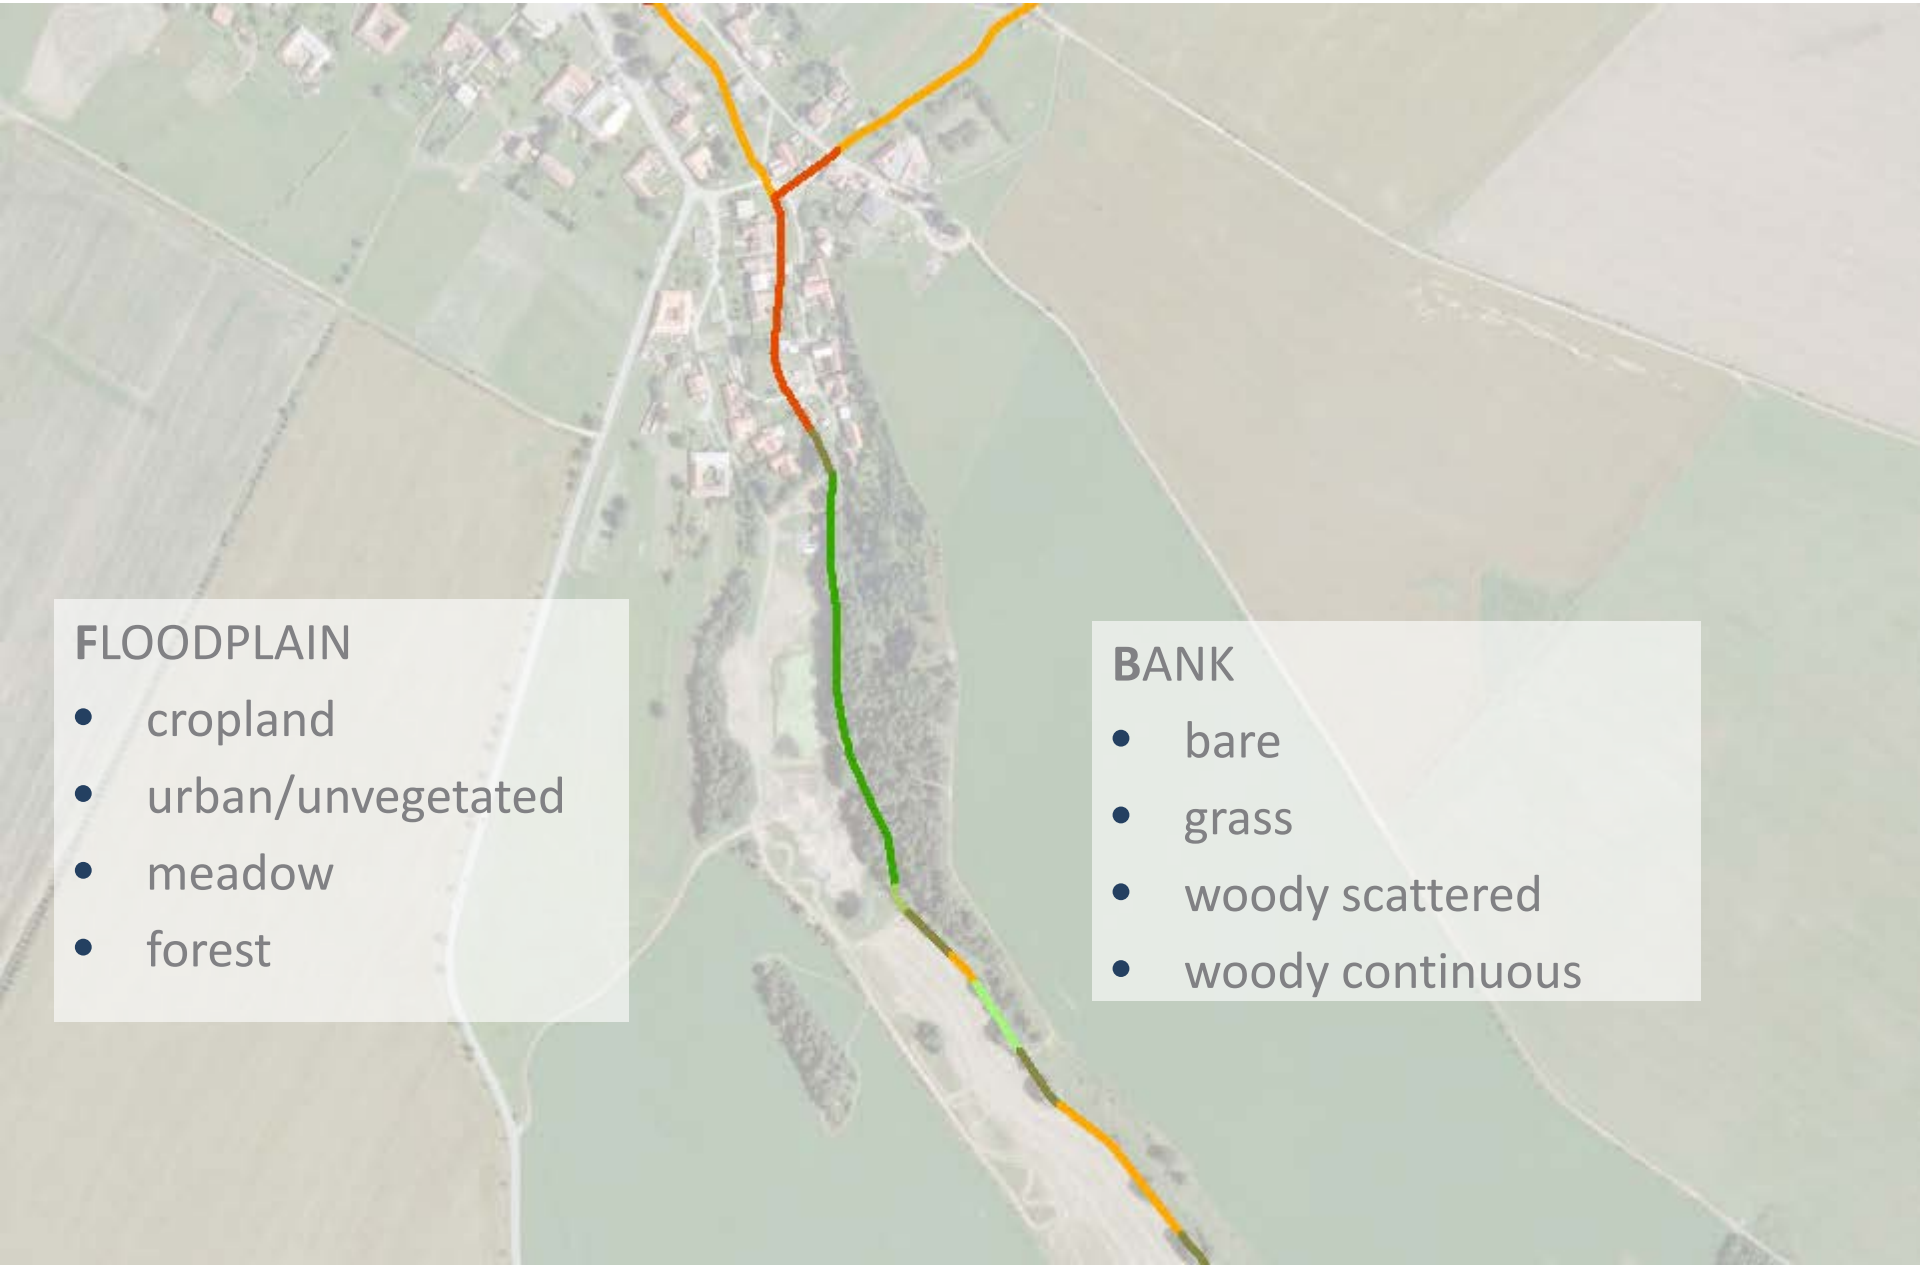 FLOODPLAIN
• cropland
• urban/unvegetated
• meadow
• forest
BANK
• bare
• grass
• woody scattered
• woody continuous